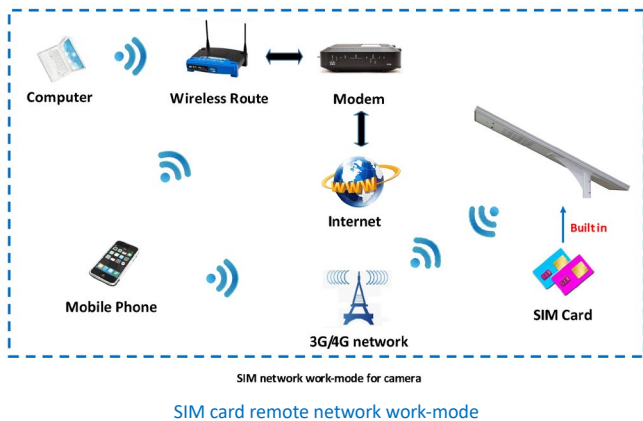 Computer
Wireless Route
Modem
WWW
Internet
Built in
Mobile Phone
SIM Card
3G/4G network
SIM network work-mode for camera
SIM card remote network work-mode